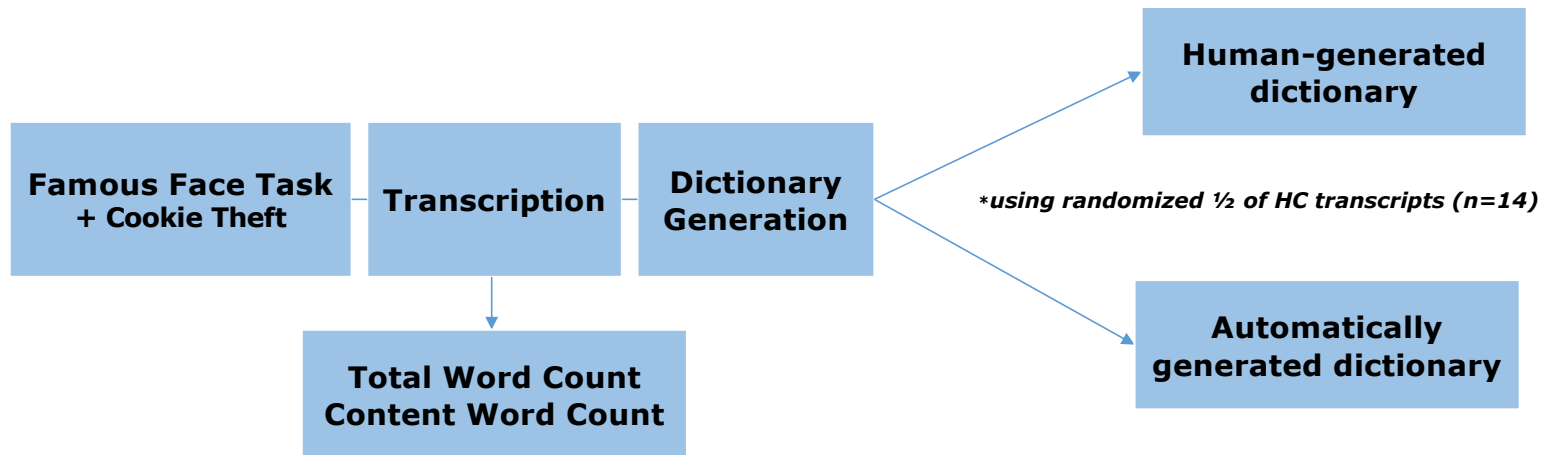 Famous Face Task
+ Cookie Theft
Transcription
Dictionary
Generation
Human-generated
dictionary
*using randomized ½ of HC transcripts (n=14)
Automatically
generated dictionary
Total Word Count
Content Word Count